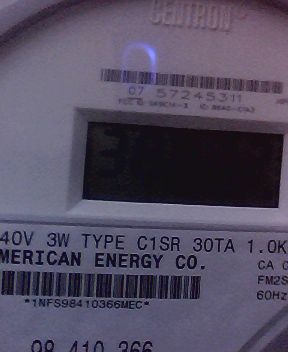 CENTRON
07 57245311
40V 3W TYPE C1SR 30TA 1.0K
MERICAN ENERGY CO.
CA
FM2S
60Hz
*1NFS98410366MEC*
98 410 366